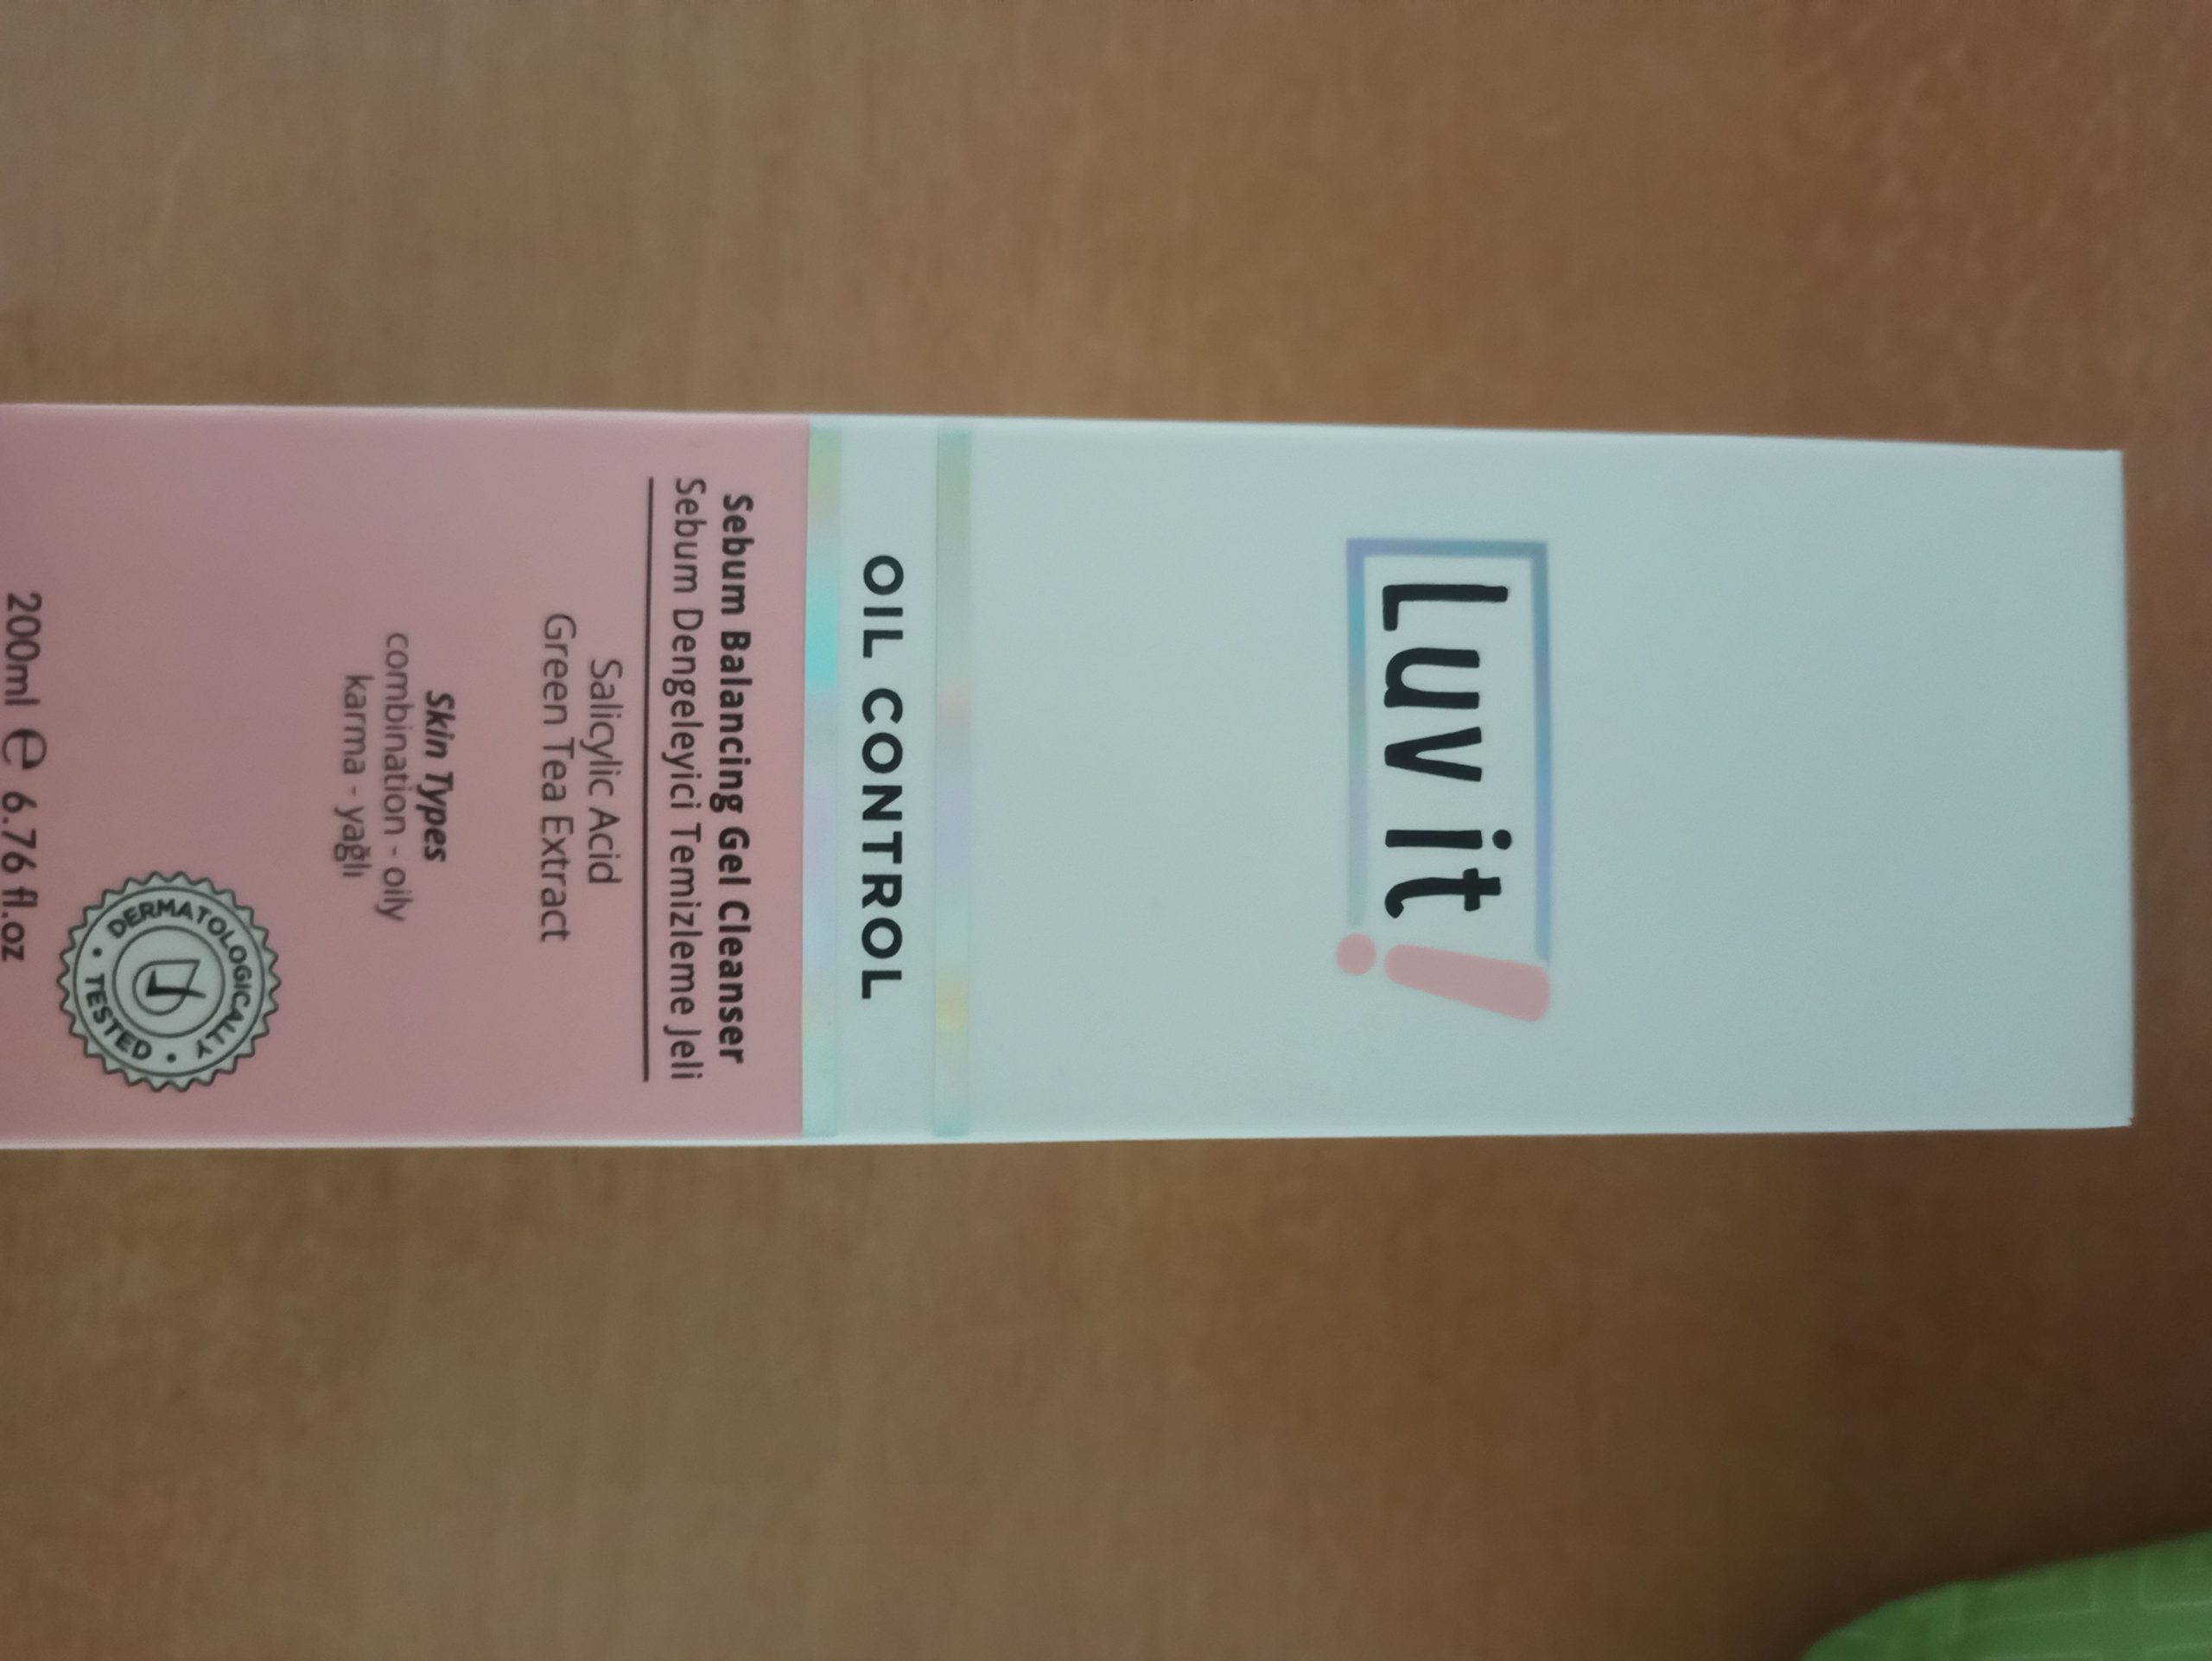 Luv it!
OIL CONTROL
Sebum Balancing Gel Cleanser
Sebum Dengeleyici Temizleme Jeli
Salicylic Acid
Green Tea Extract
Skin Types
combination - oily
karma - yağlı
DERMATOLOGICALLY • TESTED •
200ml ℮ 6.76 fl.oz